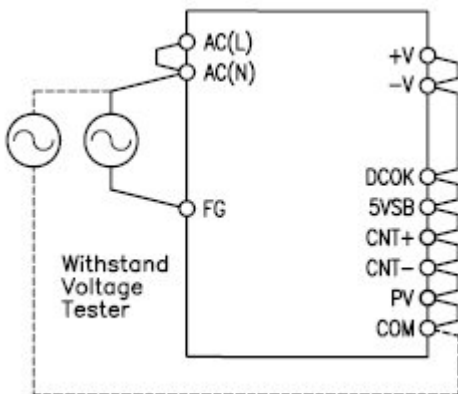 AC(L)
AC(N)
+V
-V
DCOK
5VSB
FG
CNT+
CNT-
PV
COM
Withstand
Voltage
Tester